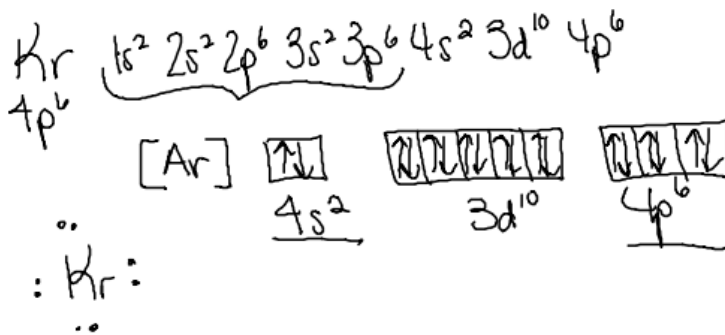 Kr 1s² 2s² 2p⁶ 3s² 3p⁶ 4s² 3d¹⁰ 4p⁶
4p⁶
[Ar] ↑↓ ↑↓ ↑↓ ↑↓ ↑↓ ↑↓ ↑↓ ↑↓ ↑↓
4s² 3d¹⁰ 4p⁶
Kr